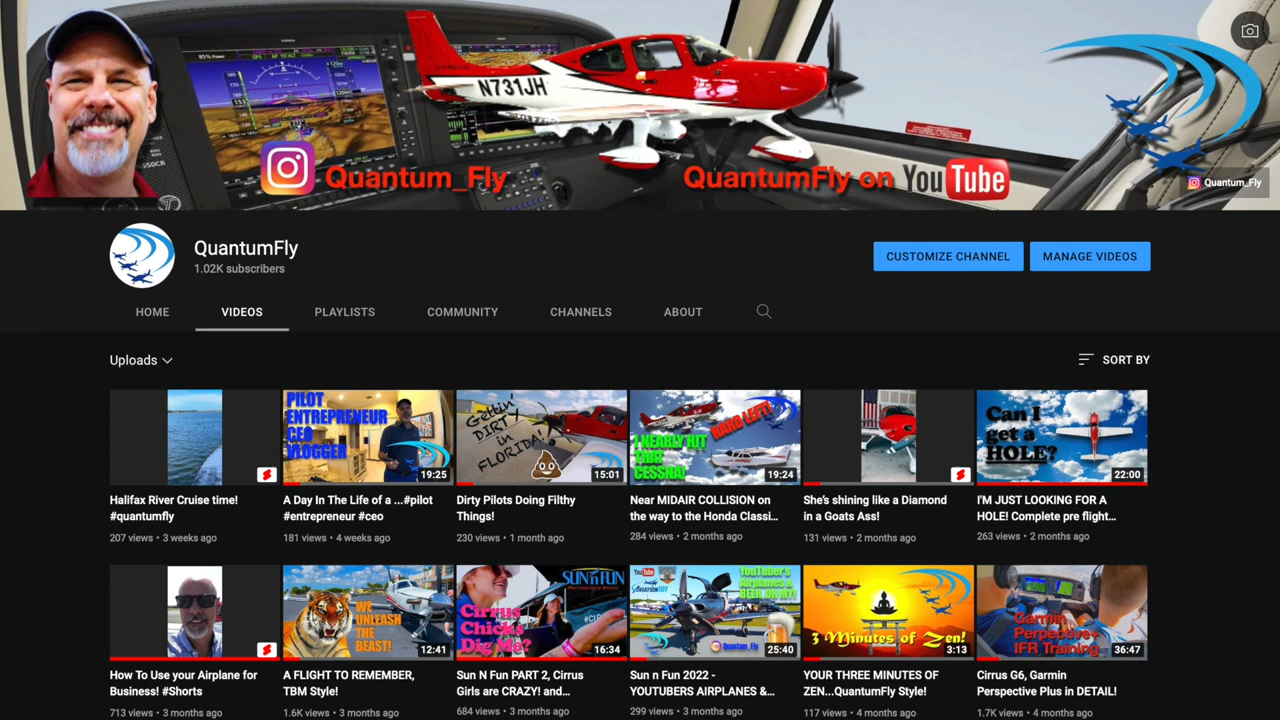 85% Power
N731JH
Quantum_Fly
QuantumFly on YouTube
Quantum_Fly
QuantumFly
1.02K subscribers
CUSTOMIZE CHANNEL
MANAGE VIDEOS
HOME
VIDEOS
PLAYLISTS
COMMUNITY
CHANNELS
ABOUT
Uploads
SORT BY
PILOT
ENTREPRENEUR
CEO
VLOGGER
19:25
Gettin'
DIRTY
in
FLORIDA!
15:01
HARD LEFT!
I NEARLY HIT
THAT
CESSNA!
19:24
Can I
get a
HOLE?
22:00
Halifax River Cruise time!
#quantumfly
207 views • 3 weeks ago
A Day In The Life of a ...#pilot
#entrepreneur #ceo
181 views • 4 weeks ago
Dirty Pilots Doing Filthy
Things!
230 views • 1 month ago
Near MIDAIR COLLISION on
the way to the Honda Classi...
284 views • 2 months ago
She's shining like a Diamond
in a Goats Ass!
131 views • 2 months ago
I'M JUST LOOKING FOR A
HOLE! Complete pre flight...
263 views • 2 months ago
WE
UNLEASH
THE
BEAST!
12:41
SUN n FUN
Cirrus
Chicks
Dig Me?
16:34
YouTube
AVIATION101
YouTuber's
Airplanes &
BEER OH MY!
Quantum_Fly
25:40
3 Minutes of Zen!
3:13
Garmin
Perpective+
IFR Training
36:47
How To Use your Airplane for
Business! #Shorts
713 views • 3 months ago
A FLIGHT TO REMEMBER,
TBM Style!
1.6K views • 3 months ago
Sun N Fun PART 2, Cirrus
Girls are CRAZY! and...
684 views • 3 months ago
Sun n Fun 2022 -
YOUTUBERS AIRPLANES &...
299 views • 3 months ago
YOUR THREE MINUTES OF
ZEN...QuantumFly Style!
117 views • 4 months ago
Cirrus G6, Garmin
Perspective Plus in DETAIL!
1.7K views • 4 months ago